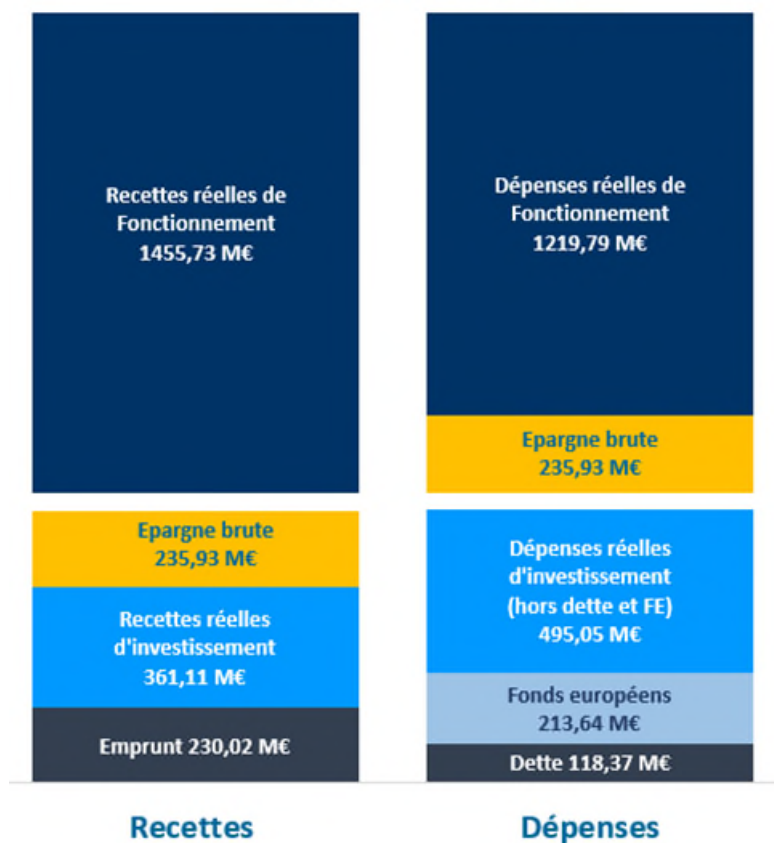 Recettes réelles de
Fonctionnement
1455,73 M€
Epargne brute
235,93 M€
Recettes réelles
d'investissement
361,11 M€
Emprunt 230,02 M€
Recettes
Dépenses réelles de
Fonctionnement
1219,79 M€
Epargne brute
235,93 M€
Dépenses réelles
d'investissement
(hors dette et FE)
495,05 M€
Fonds européens
213,64 M€
Dette 118,37 M€
Dépenses